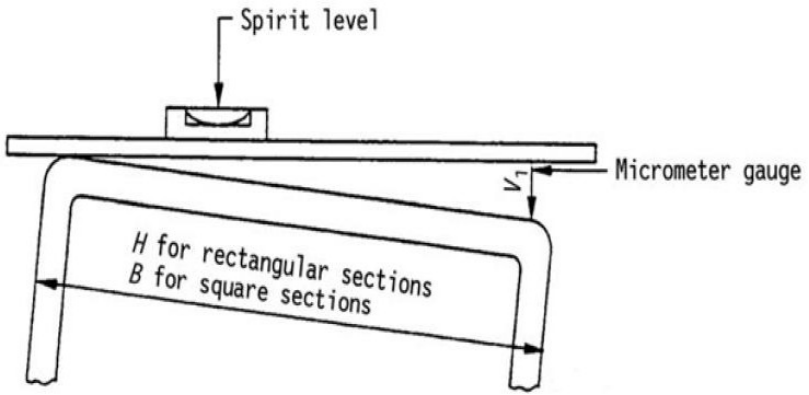 Spirit level
V₁
Micrometer gauge
H for rectangular sections
B for square sections